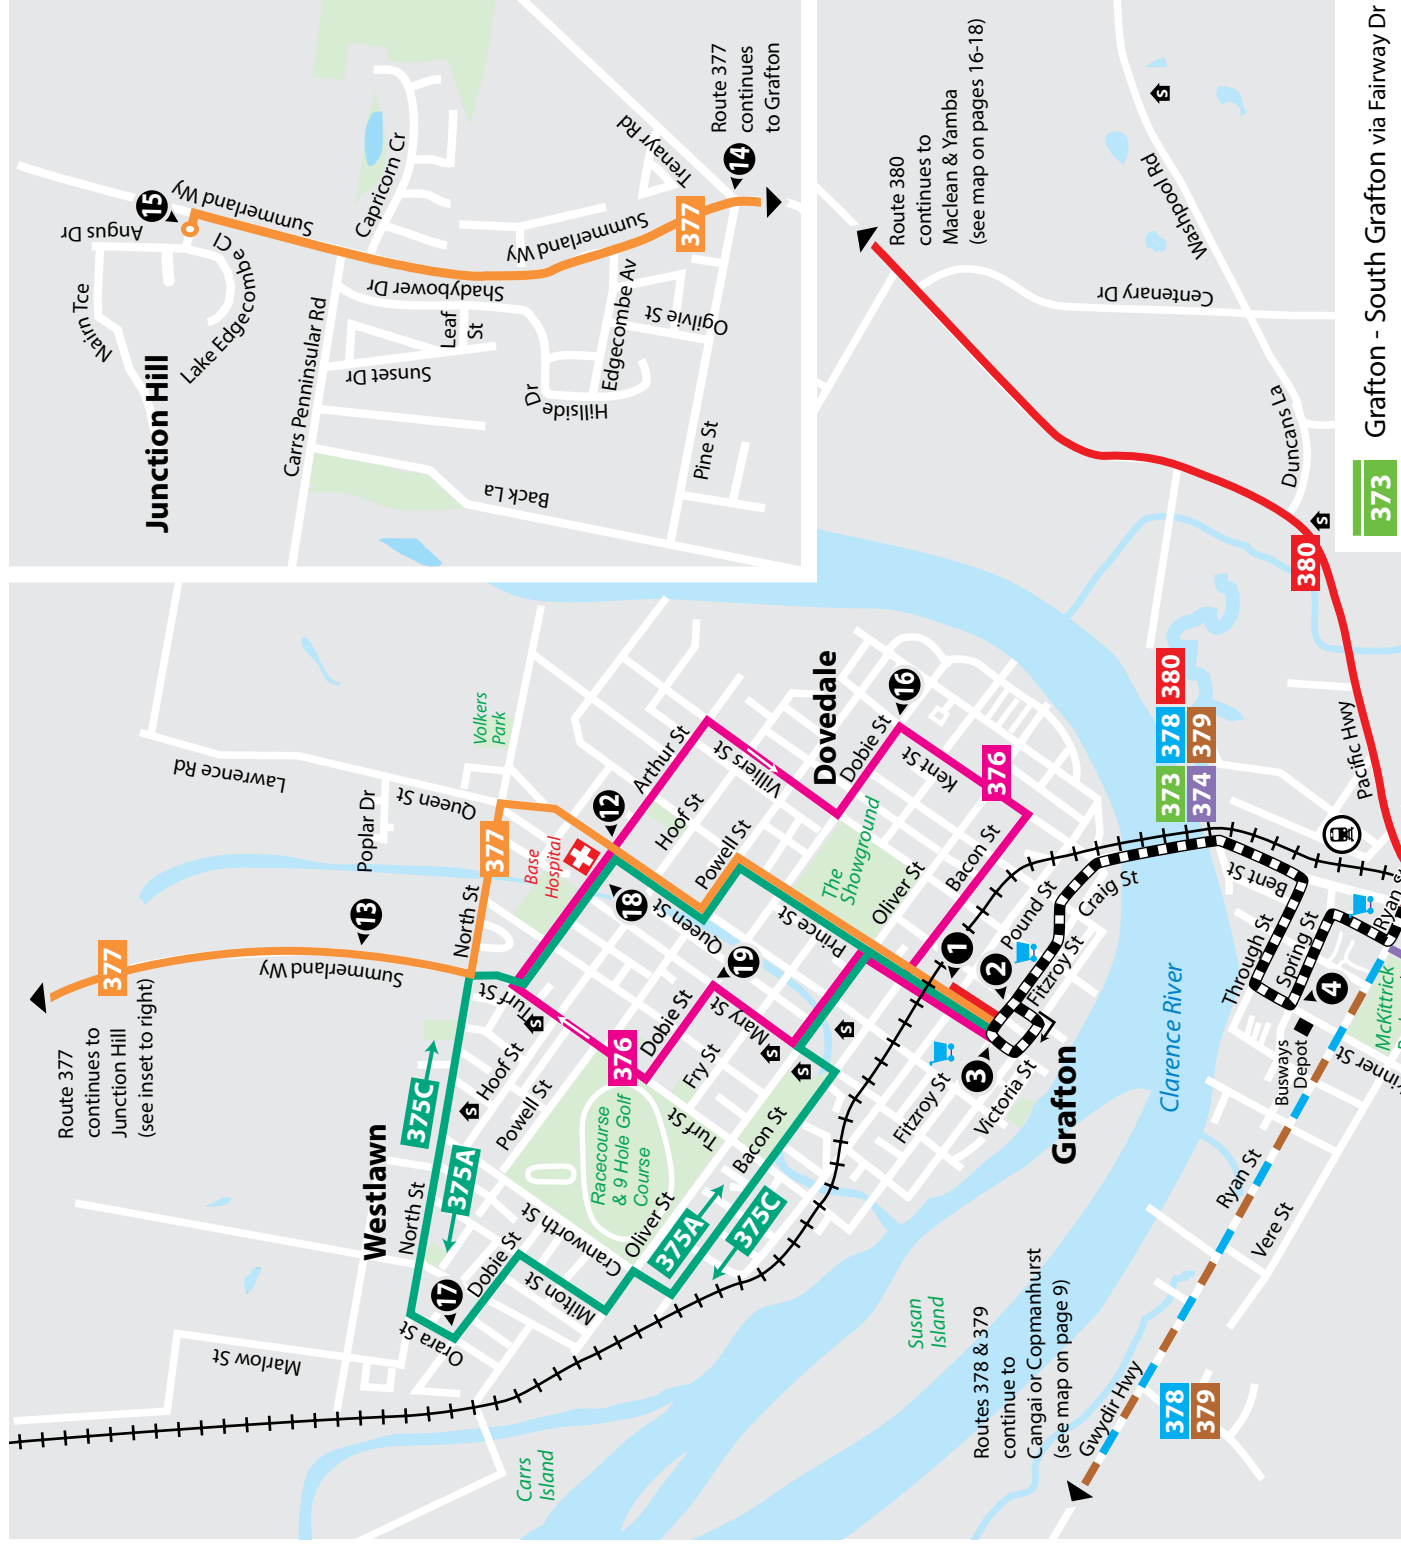 Junction Hill
Nairn Tce
Angus Dr
Lake Edgecombe Cl
15
Summerland Wy
Capricorn Cr
Carrs Penninsular Rd
Shadybower Dr
Leaf
St
Sunset Dr
Summerland Wy
Hillside
Dr
Edgecombe Av
Ogilvie St
Trenayr Rd
377
14
Route 377
continues
to Grafton
Pine St
Back La
Route 377
continues to
Junction Hill
(see inset to right)
377
Summerland Wy
13
Poplar Dr
Lawrence Rd
Queen St
Volkers
Park
North St
377
Base
Hospital
12
Arthur St
Hoof St
Villiers St
Powell St
Dovedale
Dobie St
16
Kent St
376
The
Showground
Oliver St
Bacon St
Prince St
18
Queen St
19
Turf St
S
Hoof St
S
Powell St
376
Dobie St
Mary St
S
Fry St
S
S
Turf St
Racecourse
& 9 Hole Golf
Course
Westlawn
375C
375A
North St
17
Orara St
Dobie St
Milton St
Cranworth St
Oliver St
375A
375C
Bacon St
Marlow St
Carrs
Island
Susan
Island
1
2
Pound St
Craig St
Fitzroy St
3
Fitzroy St
Victoria St
Grafton
Clarence River
373
378
380
374
379
Bent St
Through St
Spring St
4
Busways
Depot
Ryan St
McKittrick
inner St
Ryan St
Vere St
Gwydir Hwy
378
379
Routes 378 & 379
continue to
Cangai or Copmanhurst
(see map on page 9)
Pacific Hwy
380
S
Duncans La
Centenary Dr
Washpool Rd
S
Route 380
continues to
Maclean & Yamba
(see map on pages 16-18)
373
Grafton - South Grafton via Fairway Dr